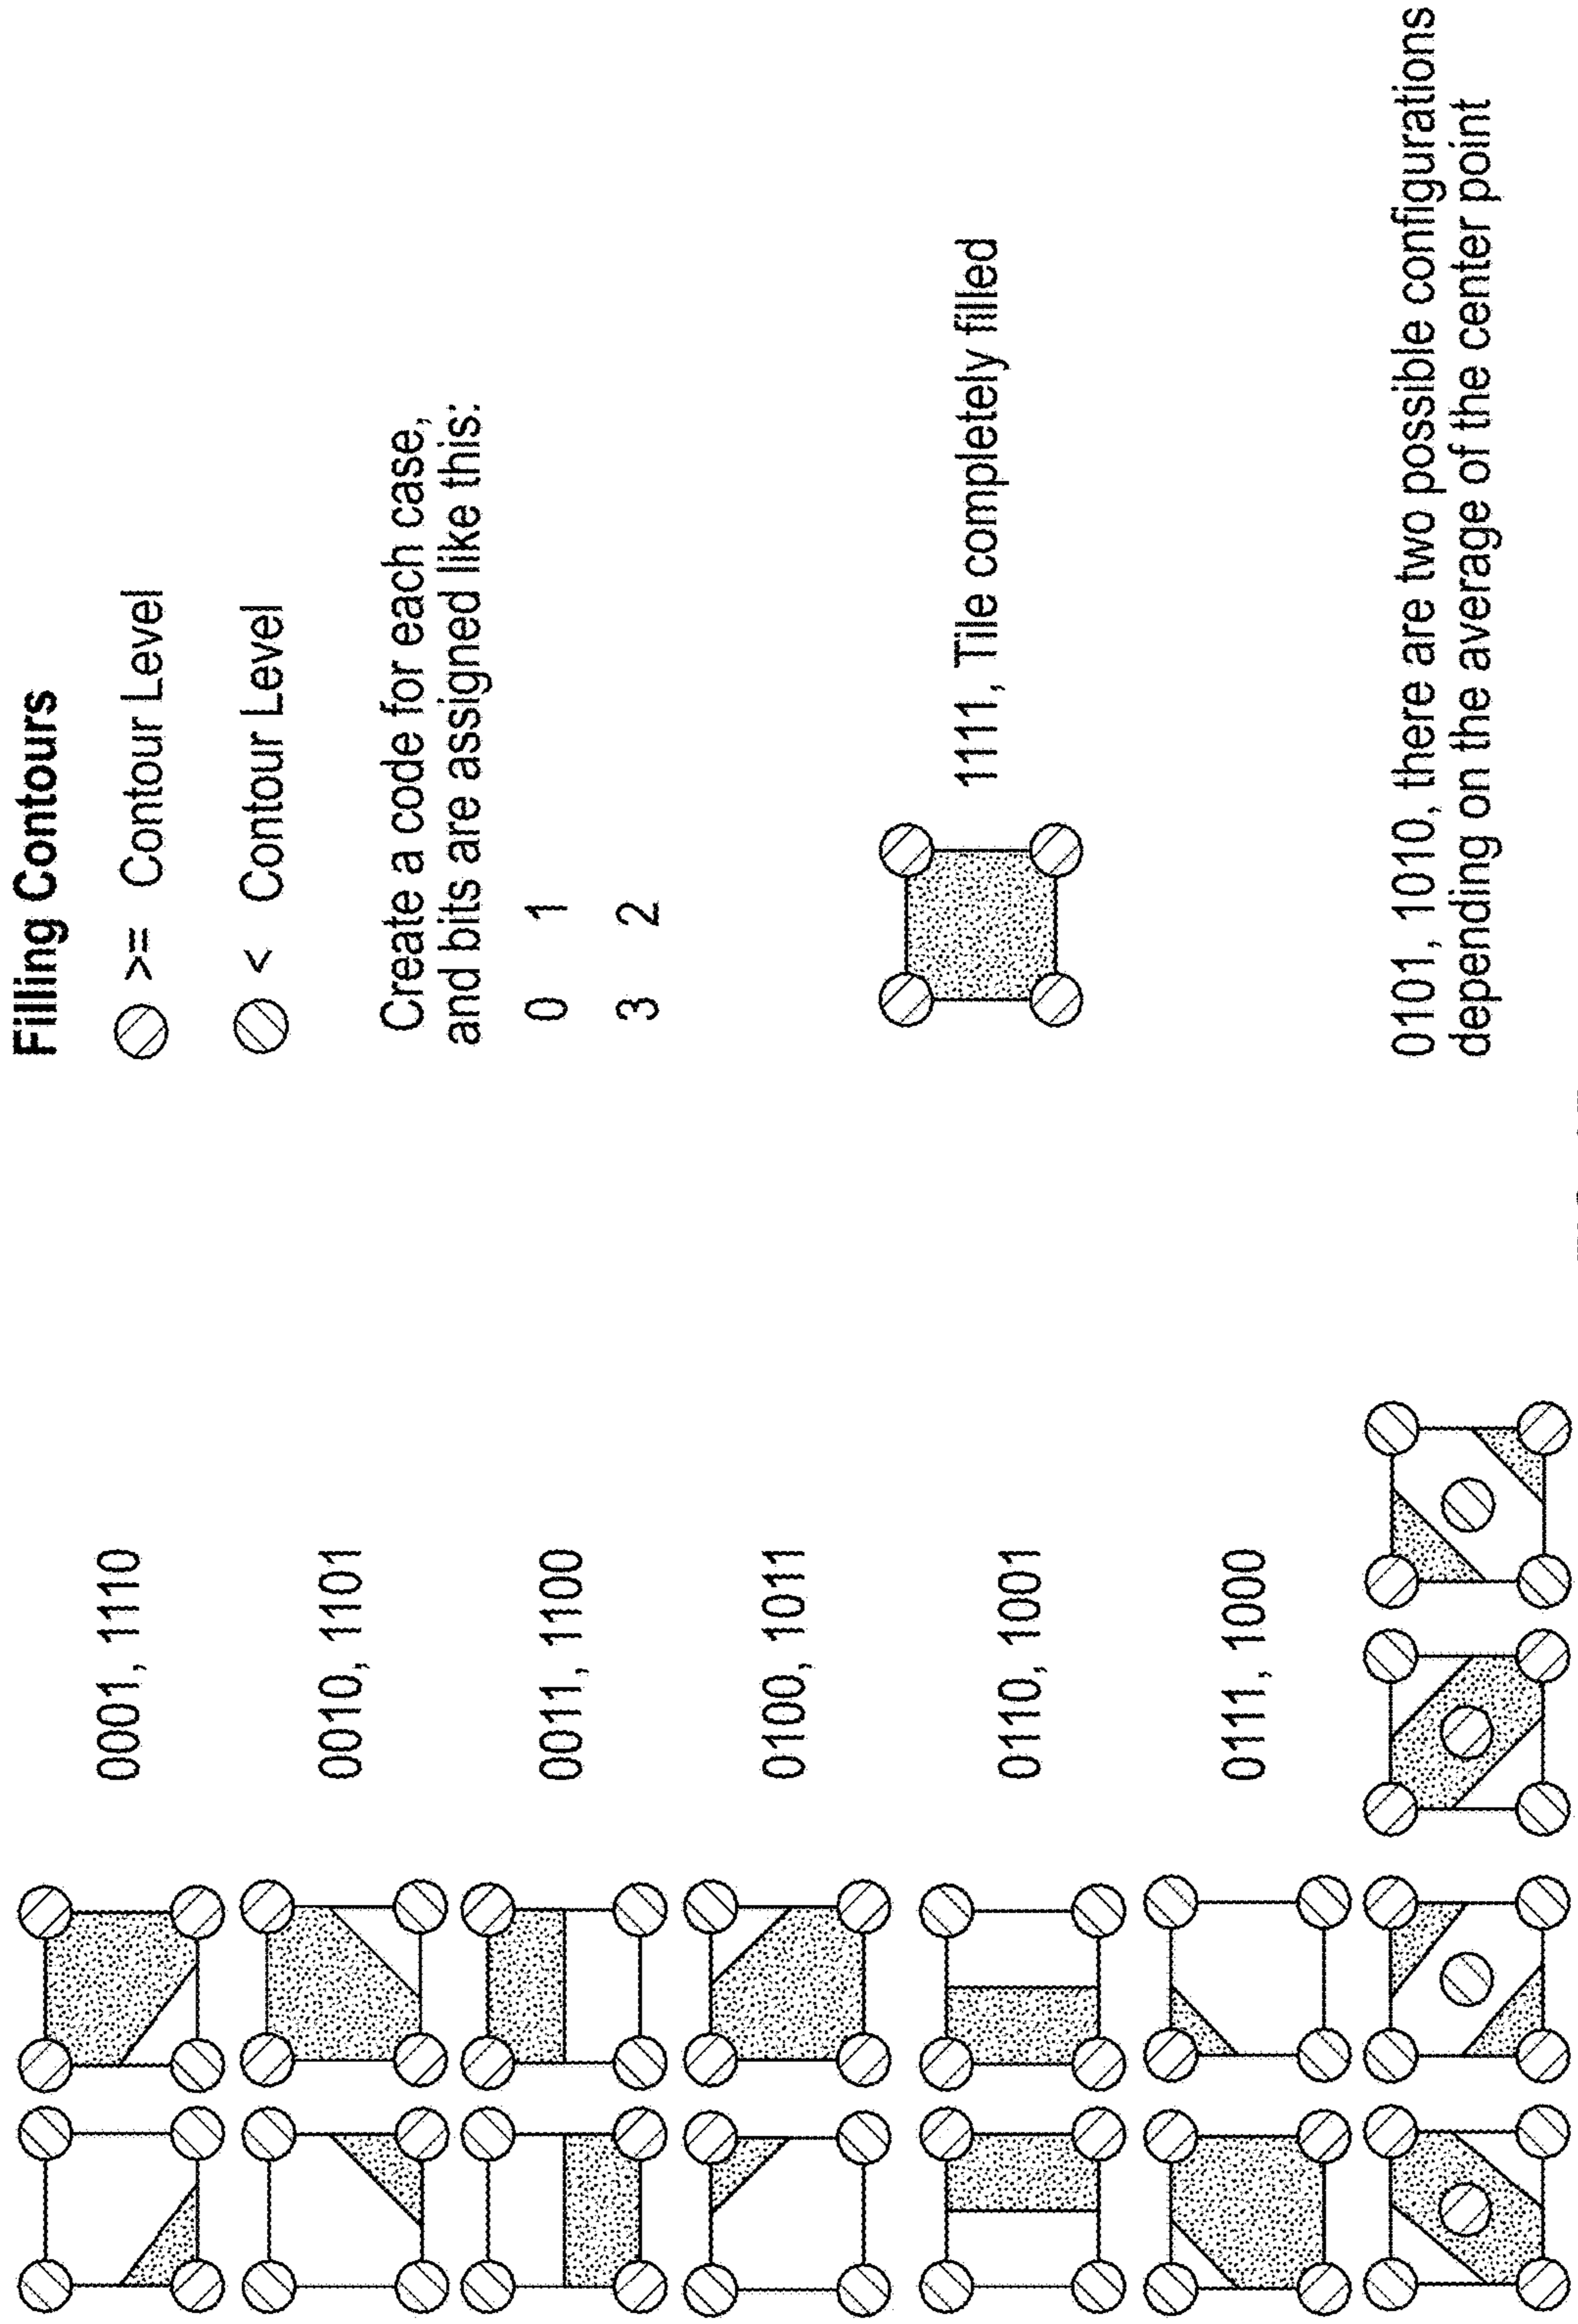 Filling Contours
>= Contour Level
< Contour Level
Create a code for each case,
and bits are assigned like this:
0 1
3 2
1111, Tile completely filled
0001, 1110
0010, 1101
0011, 1100
0100, 1011
0110, 1001
0111, 1000
0101, 1010, there are two possible configurations
depending on the average of the center point